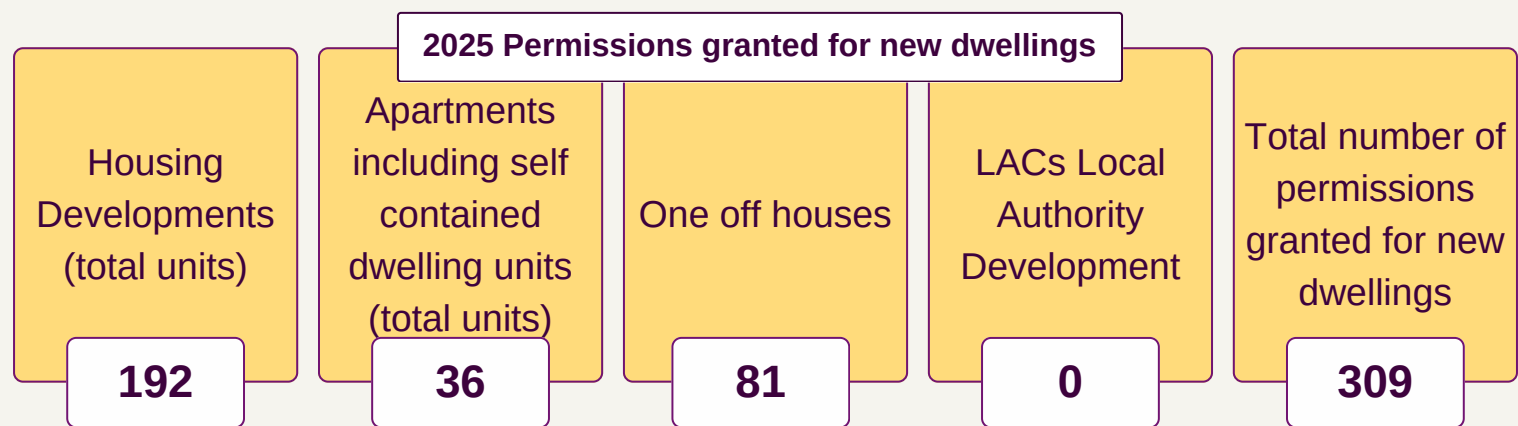 2025 Permissions granted for new dwellings
Housing
Developments
(total units)
192
Apartments
including self
contained
dwelling units
(total units)
36
One off houses
81
LACs Local
Authority
Development
0
Total number of
permissions
granted for new
dwellings
309